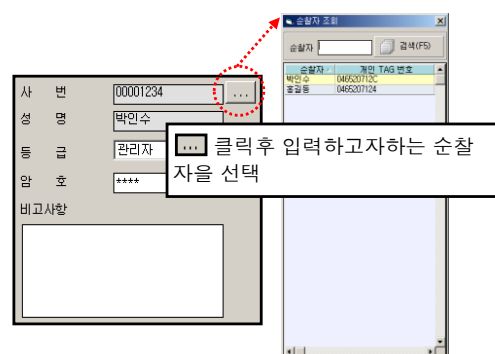 순찰자 조회
순찰자
검색(F5)
순찰자 개인 TAG 번호
박인수 046520712C
홍길동 0465207124
사 번 00001234 ...
성 명 박인수
등 급 관리자
암 호 ****
비고사항
... 클릭후 입력하고자하는 순찰
자을 선택